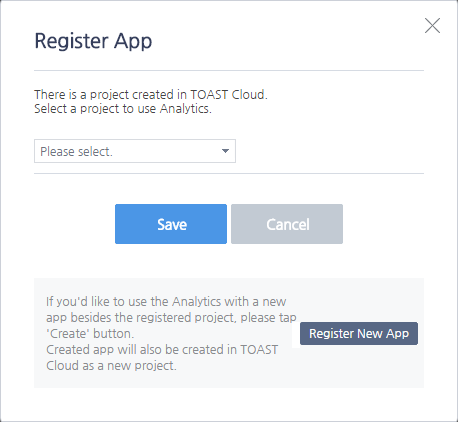 Register App
There is a project created in TOAST Cloud.
Select a project to use Analytics.
Please select.
Save
Cancel
If you'd like to use the Analytics with a new
app besides the registered project, please tap
'Create' button.
Created app will also be created in TOAST
Cloud as a new project.
Register New App